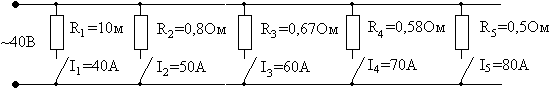 R1=10м
R2=0,8Ом
R3=0,67Ом
R4=0,58Ом
R5=0,5Ом
~40В
I1=40А
I2=50А
I3=60А
I4=70А
I5=80А